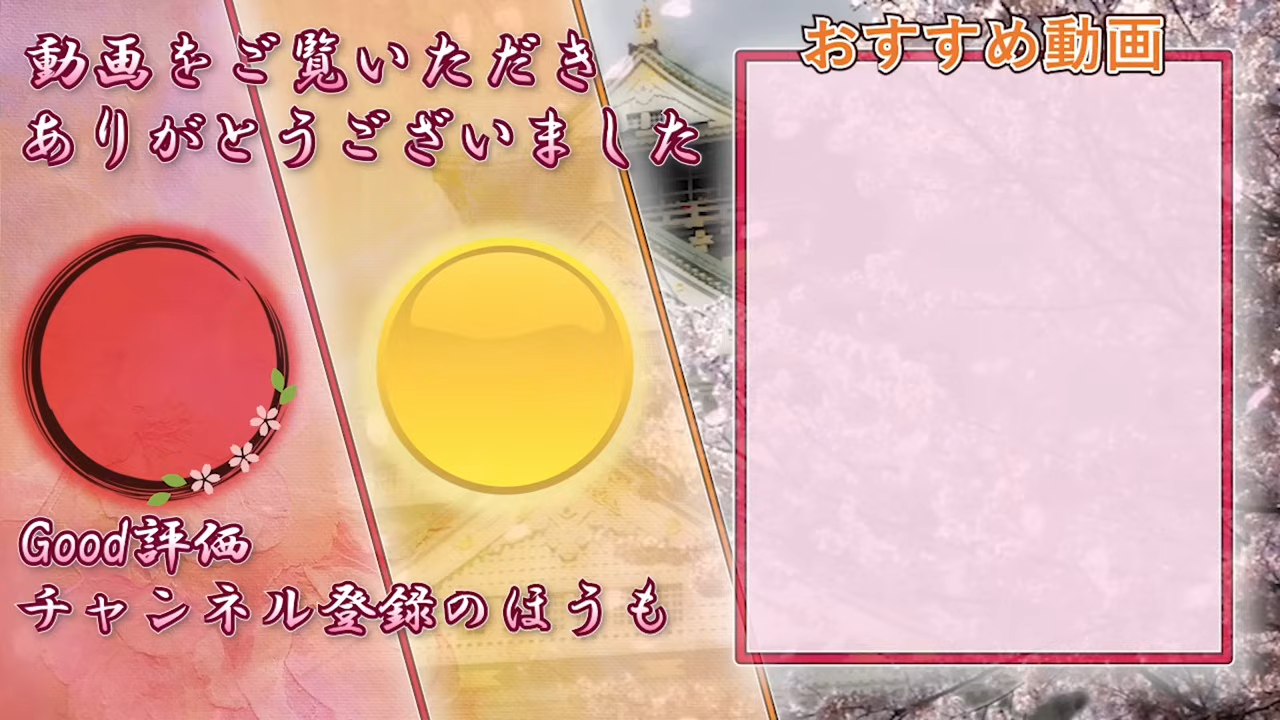 動画をご覧いただき
ありがとうございました
おすすめ動画
Good評価
チャンネル登録のほうも